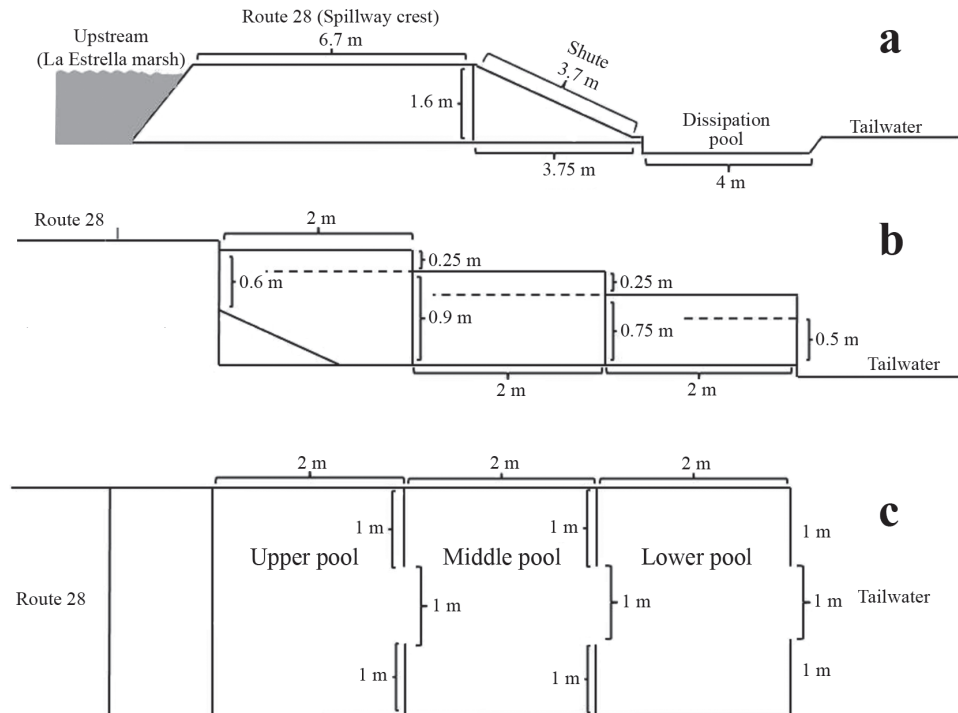 Route 28 (Spillway crest)
6.7 m
Upstream
(La Estrella marsh)
a
Shute
3.7 m
1.6 m
Dissipation
pool
Tailwater
3.75 m
4 m
Route 28
2 m
b
0.25 m
0.6 m
0.25 m
0.9 m
0.75 m
0.5 m
Tailwater
2 m
2 m
2 m
2 m
2 m
c
1 m
1 m
1 m
Upper pool
Middle pool
Lower pool
Route 28
1 m
1 m
1 m
Tailwater
1 m
1 m
1 m